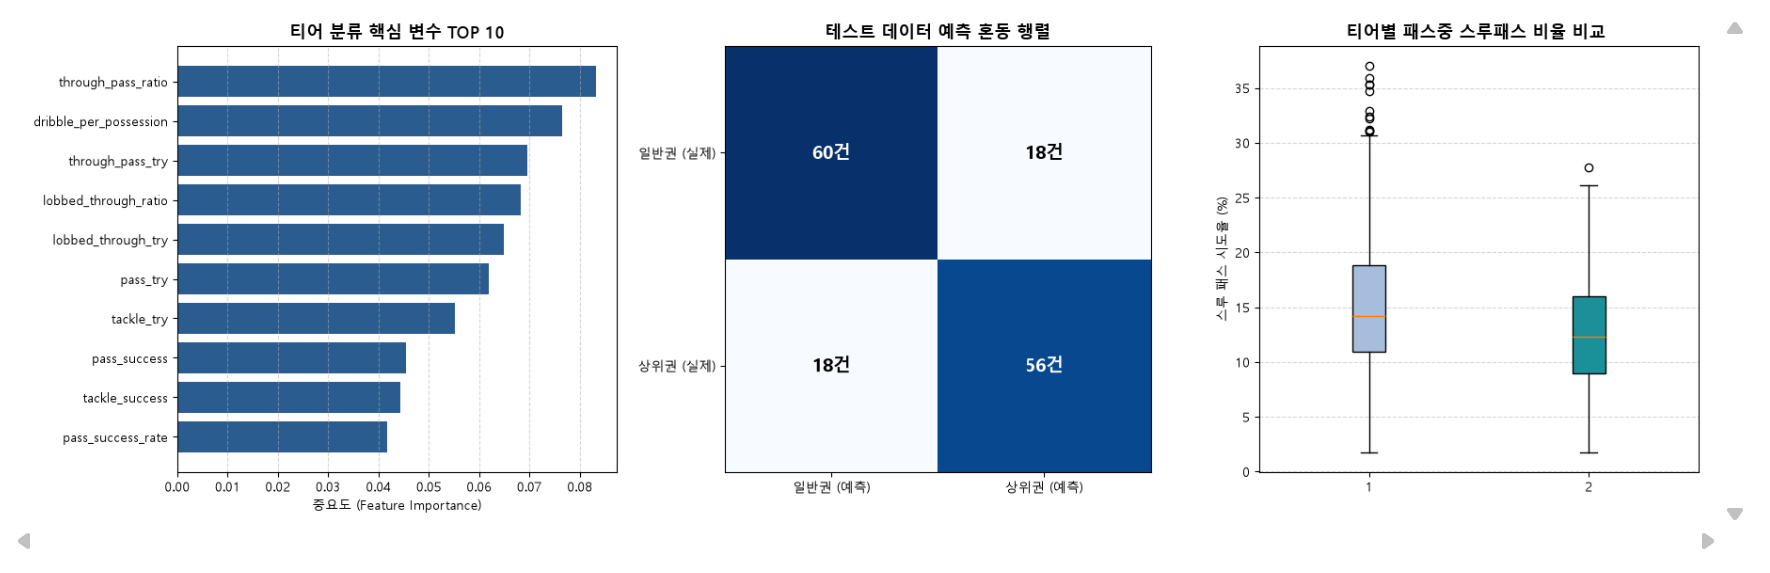 티어 분류 핵심 변수 TOP 10
through_pass_ratio
dribble_per_possession
through_pass_try
lobbed_through_ratio
lobbed_through_try
pass_try
tackle_try
pass_success
tackle_success
pass_success_rate
0.00 0.01 0.02 0.03 0.04 0.05 0.06 0.07 0.08
중요도 (Feature Importance)
테스트 데이터 예측 혼동 행렬
일반권 (실제)
60건
18건
상위권 (실제)
18건
56건
일반권 (예측)
상위권 (예측)
티어별 패스중 스루패스 비율 비교
스루 패스 시도율 (%)
35
30
25
20
15
10
5
0
1
2